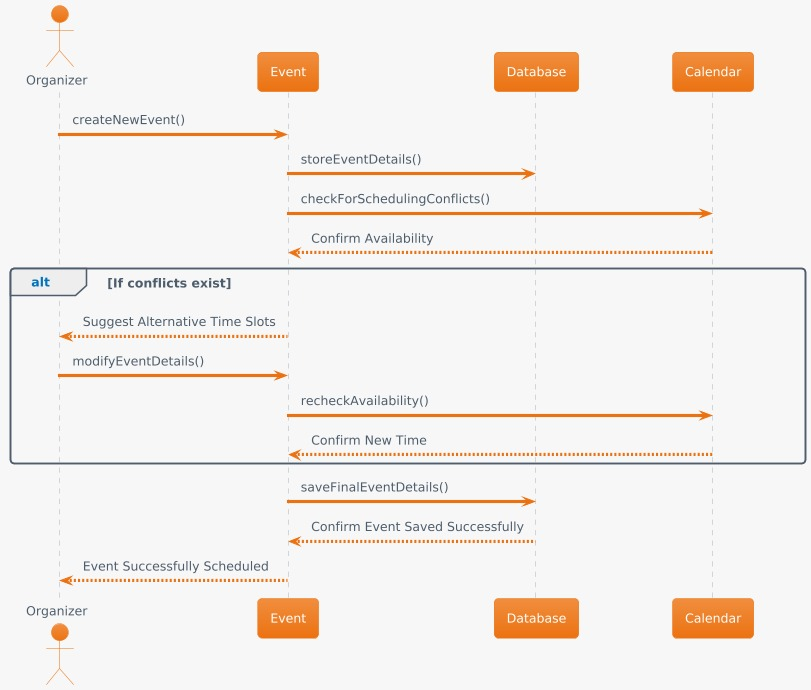 Organizer
Event
Database
Calendar
createNewEvent()
storeEventDetails()
checkForSchedulingConflicts()
Confirm Availability
alt [If conflicts exist]
Suggest Alternative Time Slots
modifyEventDetails()
recheckAvailability()
Confirm New Time
saveFinalEventDetails()
Confirm Event Saved Successfully
Event Successfully Scheduled
Organizer
Event
Database
Calendar